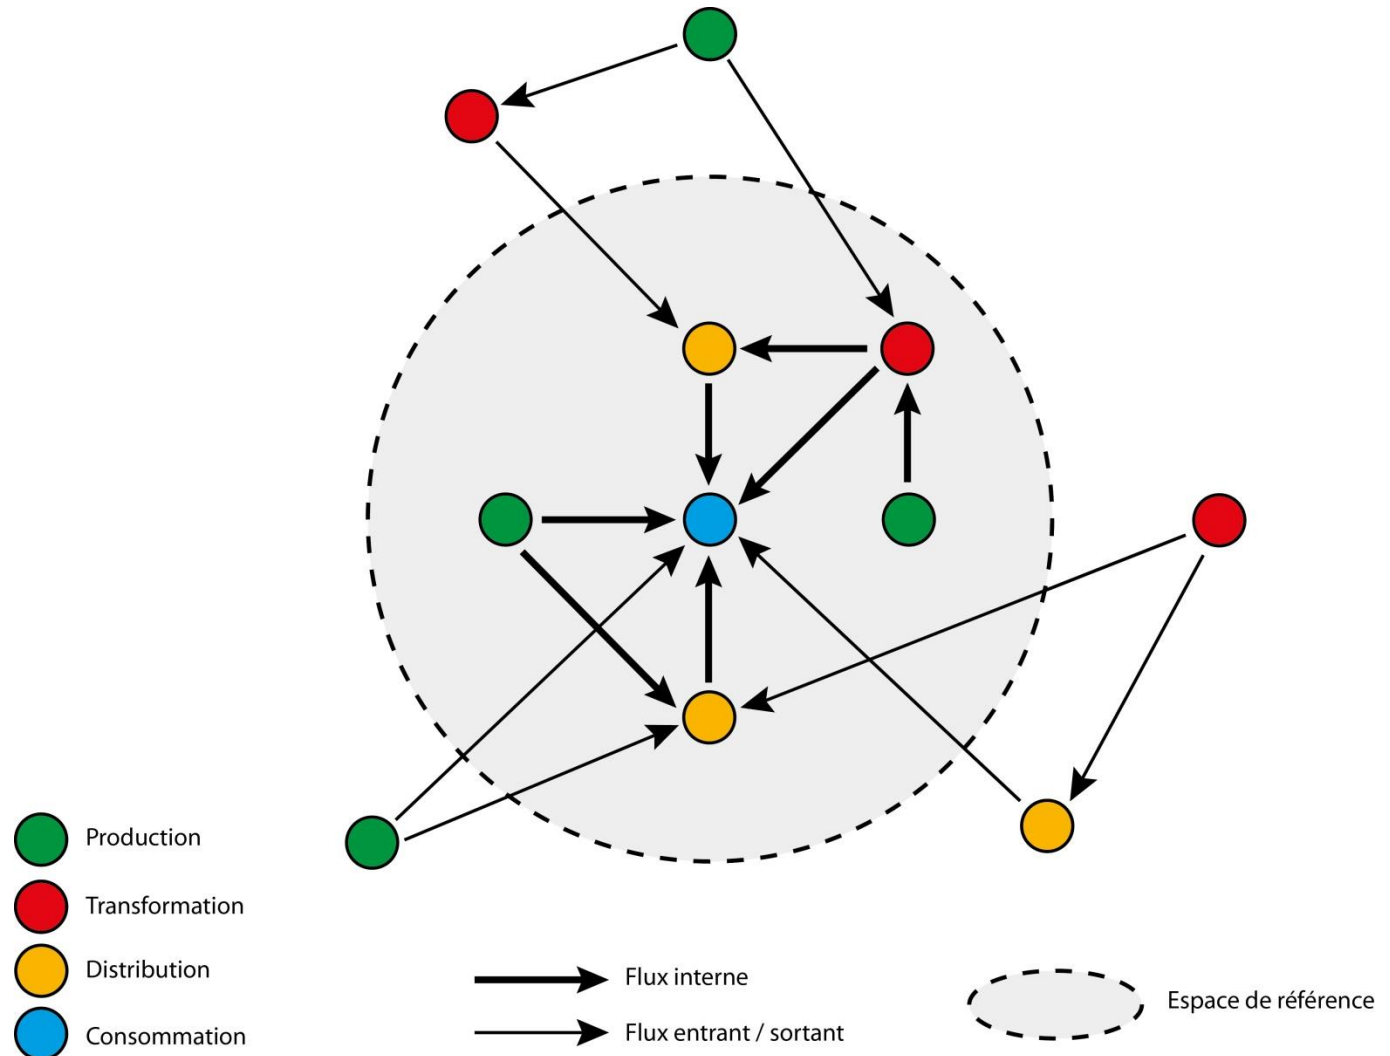 Production
Transformation
Distribution
Consommation
Flux interne
Flux entrant / sortant
Espace de référence